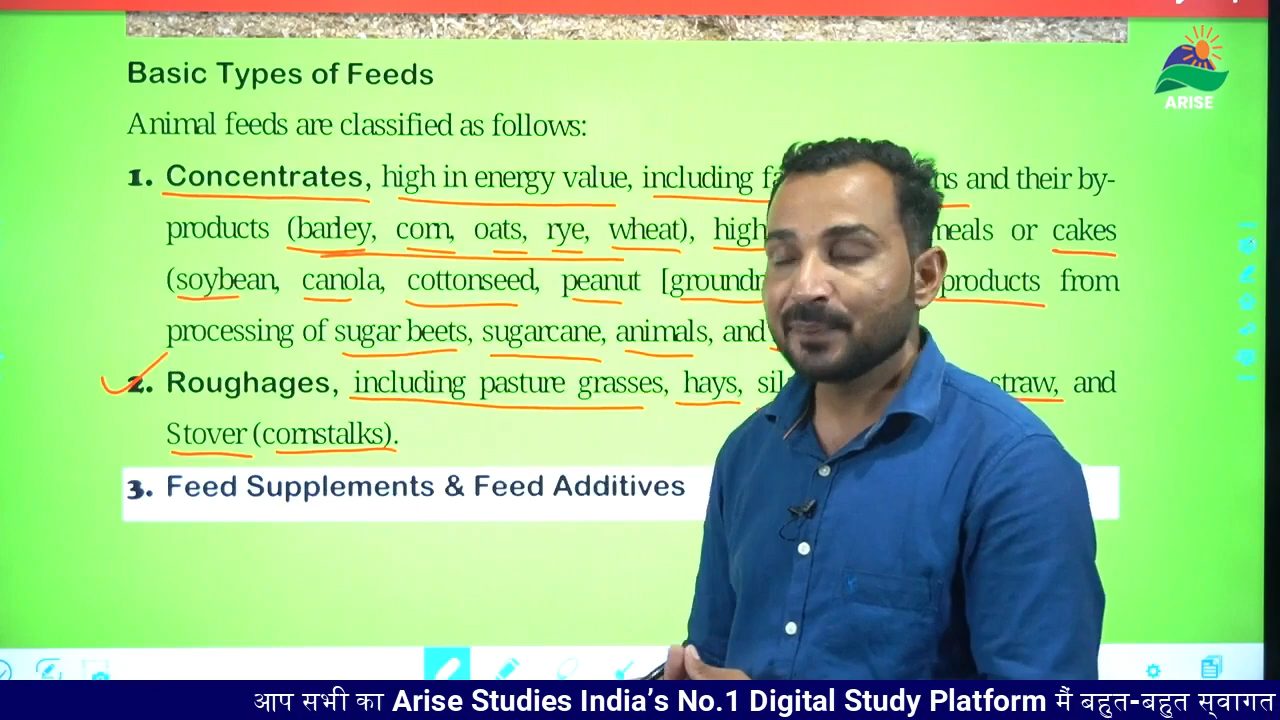 Basic Types of Feeds
ARISE
Animal feeds are classified as follows:
1. Concentrates, high in energy value, including and their by-
products (barley, corn, oats, rye, wheat), high meals or cakes
(soybean, canola, cottonseed, peanut products from
processing of sugar beets, sugarcane, animals, and
2. Roughages, including pasture grasses, hays, straw, and
Stover (cornstalks).
3. Feed Supplements & Feed Additives
आप सभी का Arise Studies India's No.1 Digital Study Platform मैं बहुत-बहुत स्वागत